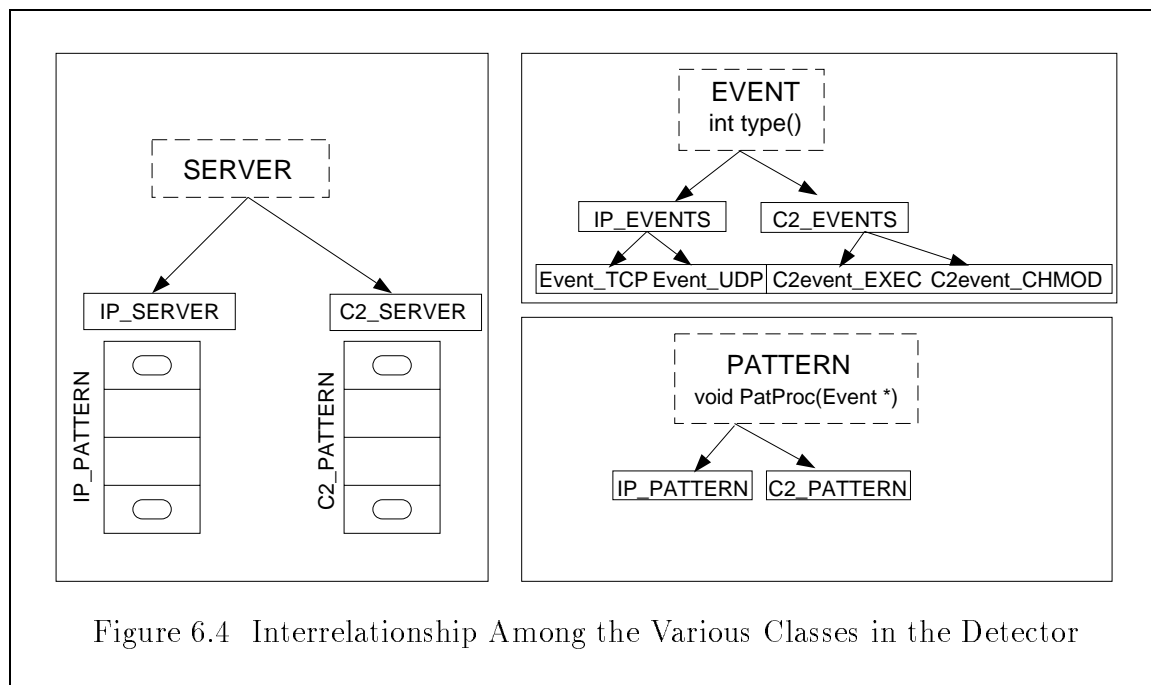 SERVER
IP_SERVER
C2_SERVER
IP_PATTERN
C2_PATTERN
EVENT
int type()
IP_EVENTS
C2_EVENTS
Event_TCP Event_UDP
C2event_EXEC C2event_CHMOD
PATTERN
void PatProc(Event *)
IP_PATTERN
C2_PATTERN
Figure 6.4 Interrelationship Among the Various Classes in the Detector